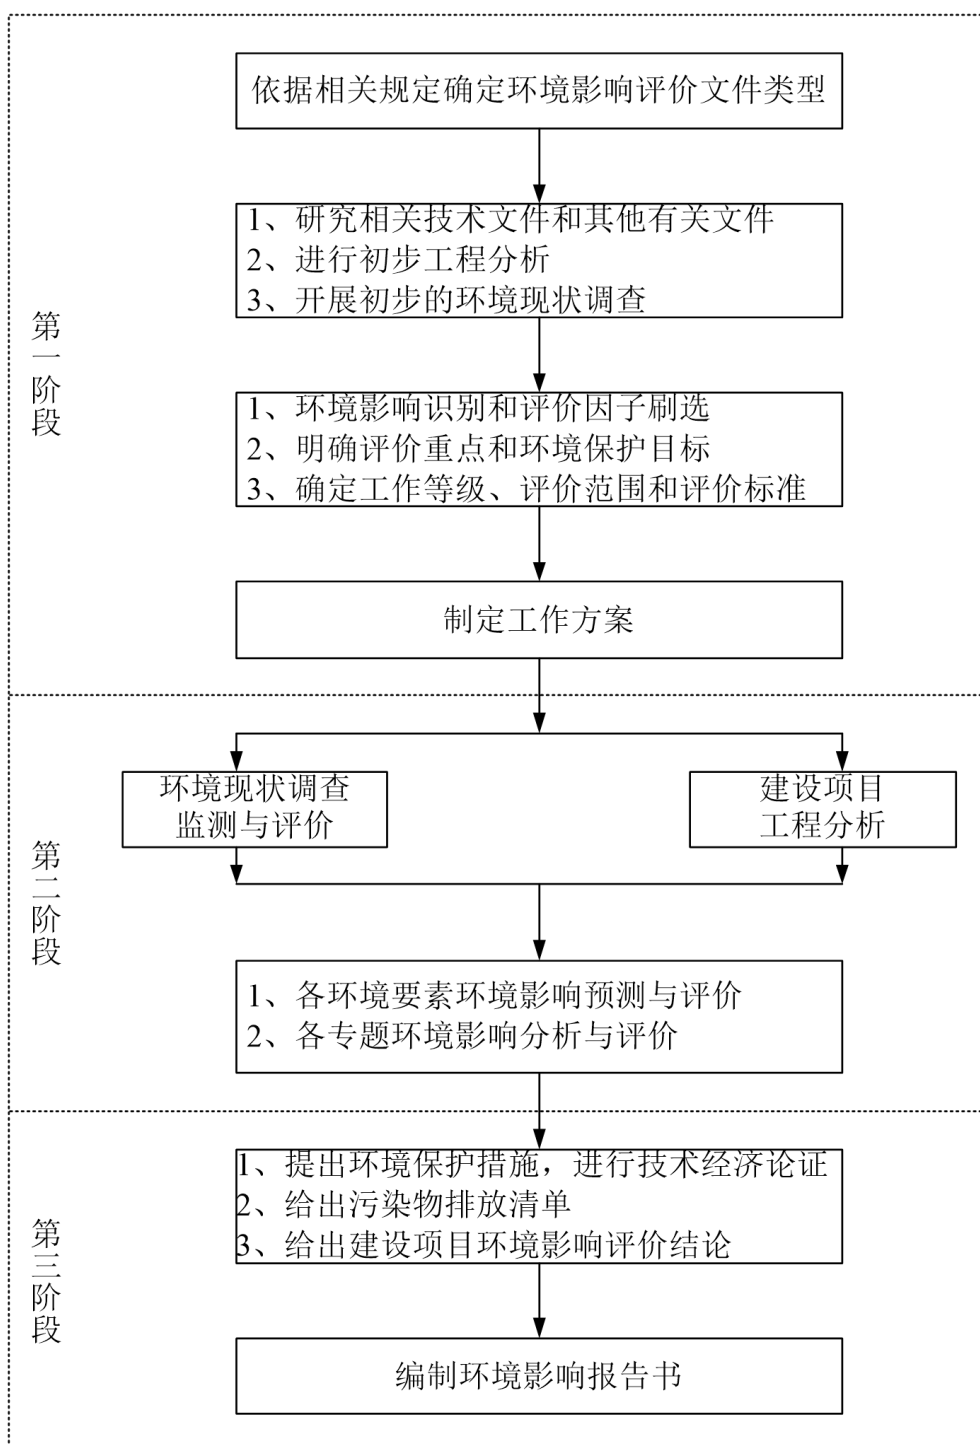 依据相关规定确定环境影响评价文件类型
1、研究相关技术文件和其他有关文件
2、进行初步工程分析
3、开展初步的环境现状调查
第一阶段
1、环境影响识别和评价因子刷选
2、明确评价重点和环境保护目标
3、确定工作等级、评价范围和评价标准
制定工作方案
环境现状调查
监测与评价
建设项目
工程分析
第二阶段
1、各环境要素环境影响预测与评价
2、各专题环境影响分析与评价
1、提出环境保护措施，进行技术经济论证
2、给出污染物排放清单
3、给出建设项目环境影响评价结论
第三阶段
编制环境影响报告书